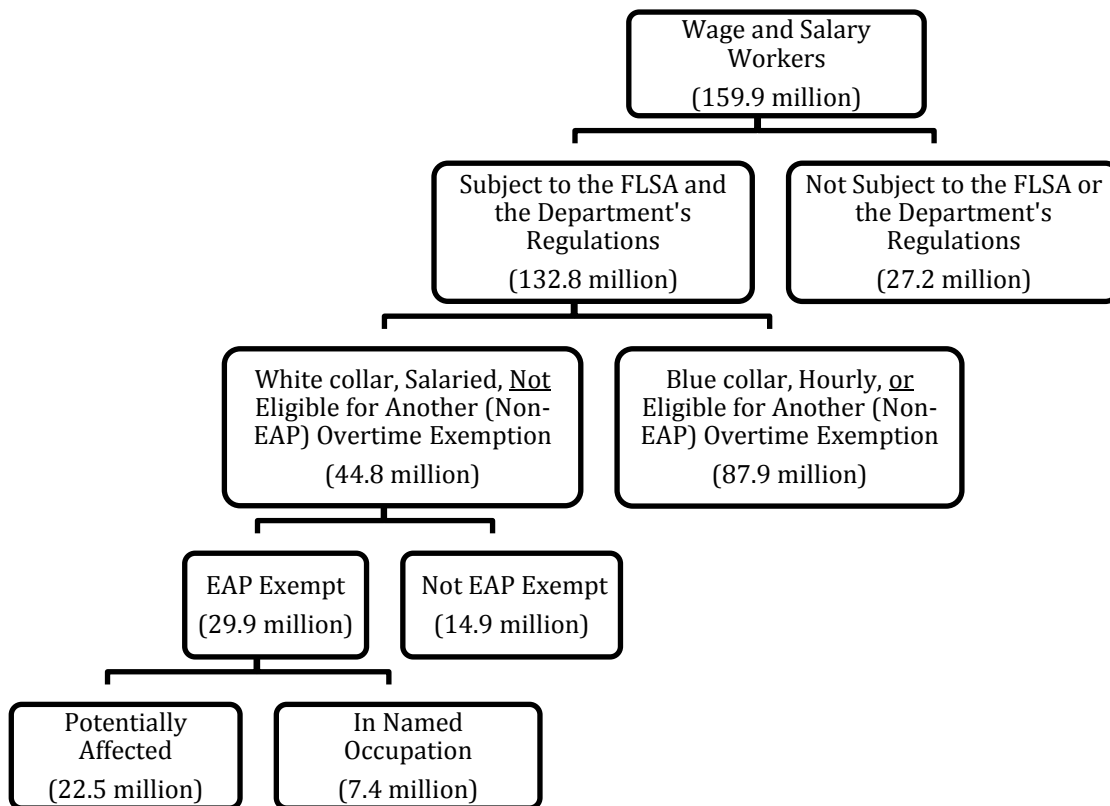 Wage and Salary
Workers
(159.9 million)
Subject to the FLSA and
the Department's
Regulations
(132.8 million)
Not Subject to the FLSA or
the Department's
Regulations
(27.2 million)
White collar, Salaried, Not
Eligible for Another (Non-
EAP) Overtime Exemption
(44.8 million)
Blue collar, Hourly, or
Eligible for Another (Non-
EAP) Overtime Exemption
(87.9 million)
EAP Exempt
(29.9 million)
Not EAP Exempt
(14.9 million)
Potentially
Affected
(22.5 million)
In Named
Occupation
(7.4 million)